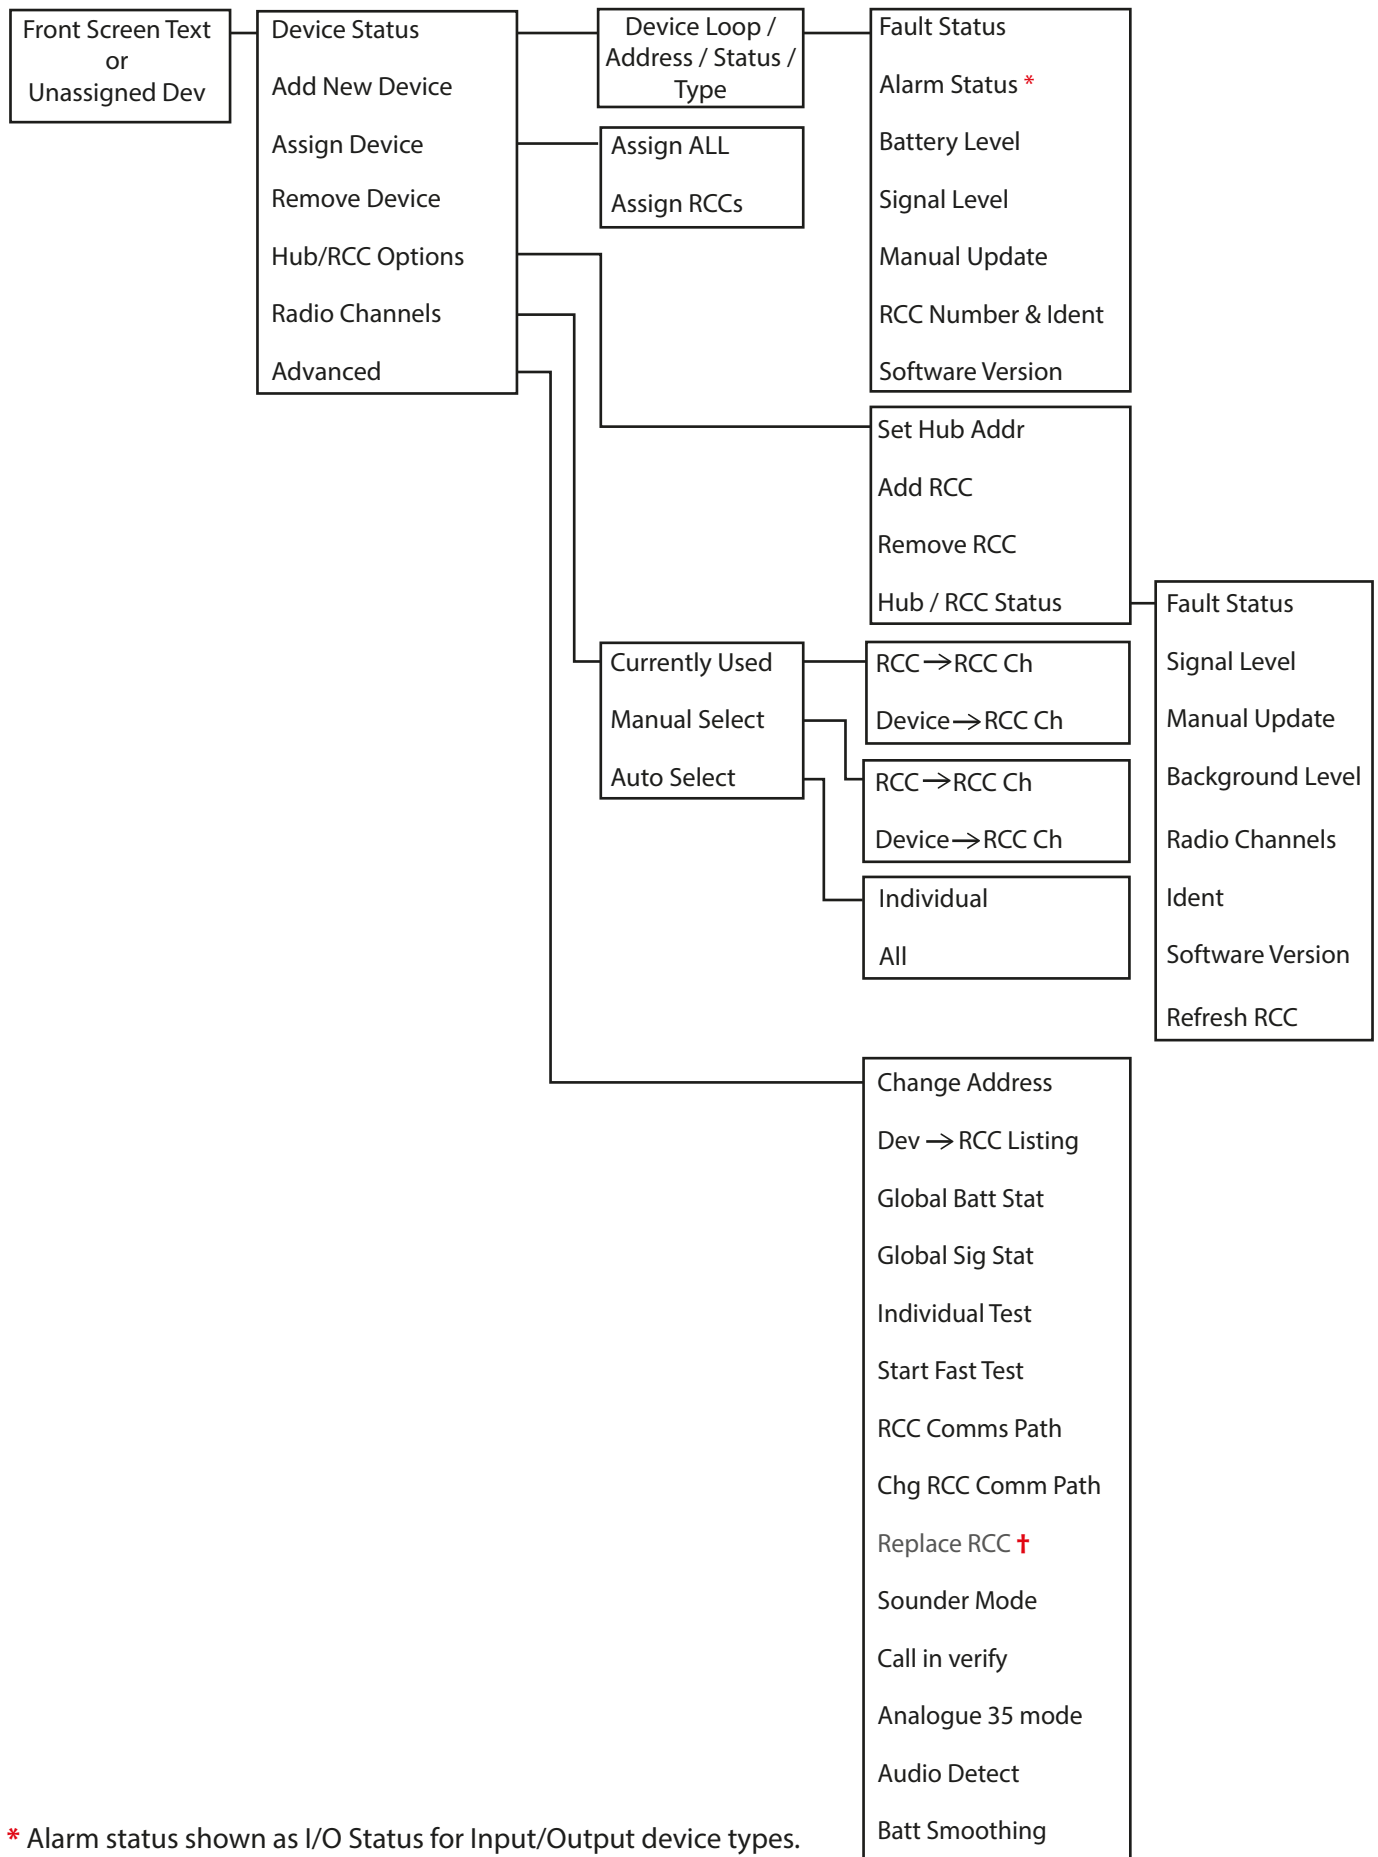 Front Screen Text
or
Unassigned Dev
Device Status
Add New Device
Assign Device
Remove Device
Hub/RCC Options
Radio Channels
Advanced
Device Loop /
Address / Status /
Type
Assign ALL
Assign RCCs
Fault Status
Alarm Status *
Battery Level
Signal Level
Manual Update
RCC Number & Ident
Software Version
Set Hub Addr
Add RCC
Remove RCC
Hub / RCC Status
Fault Status
Signal Level
Manual Update
Background Level
Radio Channels
Ident
Software Version
Refresh RCC
Currently Used
Manual Select
Auto Select
RCC → RCC Ch
Device → RCC Ch
RCC → RCC Ch
Device → RCC Ch
Individual
All
Change Address
Dev → RCC Listing
Global Batt Stat
Global Sig Stat
Individual Test
Start Fast Test
RCC Comms Path
Chg RCC Comm Path
Replace RCC †
Sounder Mode
Call in verify
Analogue 35 mode
Audio Detect
Batt Smoothing
* Alarm status shown as I/O Status for Input/Output device types.